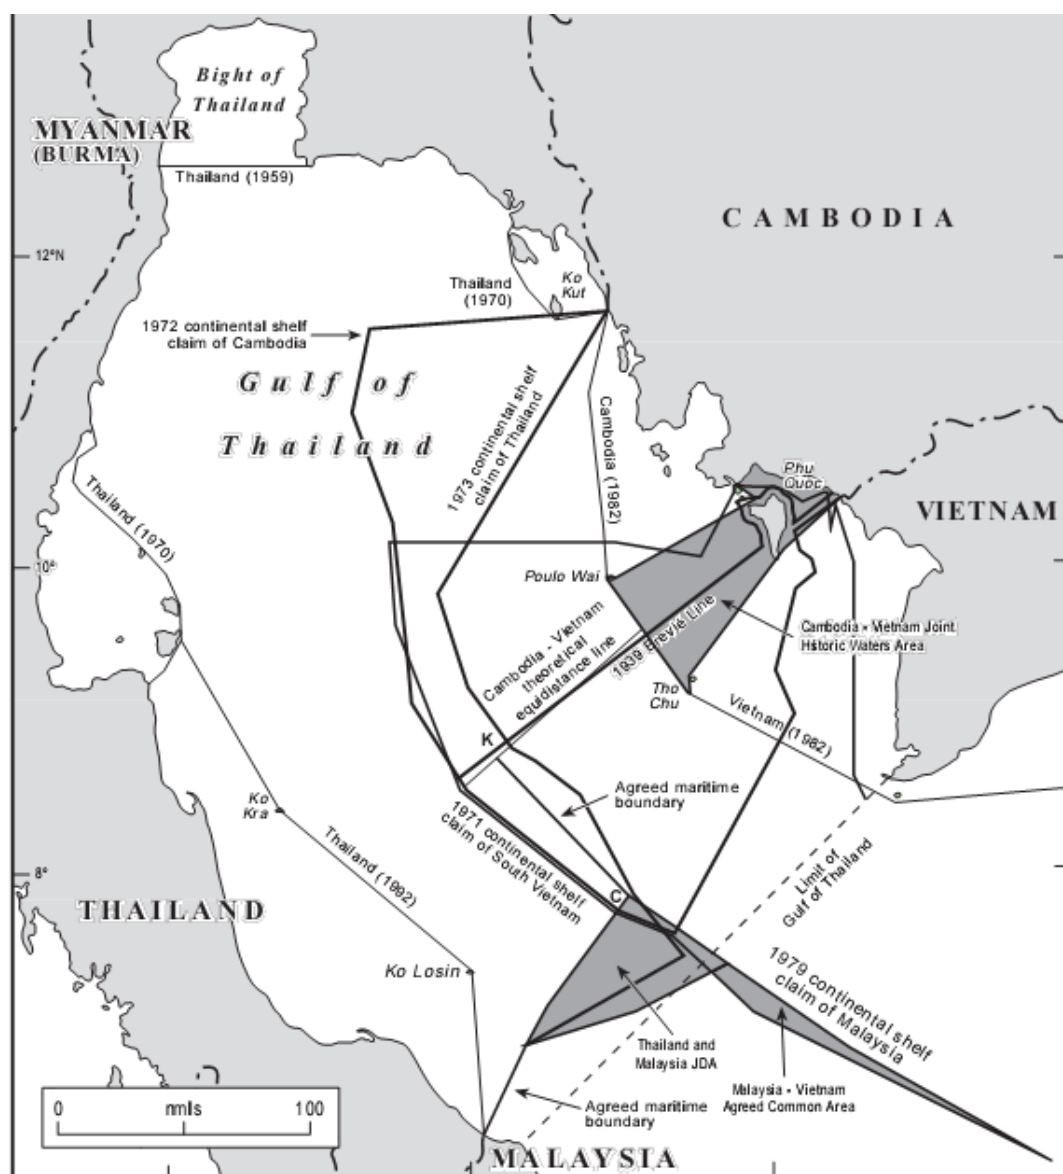 Bight of
Thailand
MYANMAR
(BURMA)
Thailand (1959)
CAMBODIA
12°N
Thailand
(1970)
Ko
Kut
1972 continental shelf
claim of Cambodia
Gulf of
Thailand
1973 continental shelf
claim of Thailand
Cambodia (1982)
Phu
Quoc
VIETNAM
Thailand (1970)
10°
Poulo Wai
Cambodia - Vietnam
theoretical
equidistance line
1939 Brevié Line
Cambodia - Vietnam Joint
Historic Waters Area
Tho
Chu
Vietnam (1982)
K
Agreed maritime
boundary
Ko
Kra
1971 continental shelf
claim of South Vietnam
Thailand (1992)
Limit of
Gulf of Thailand
8°
C
THAILAND
Ko Losin
1979 continental shelf
claim of Malaysia
Thailand and
Malaysia JDA
Malaysia - Vietnam
Agreed Common Area
0 nmls 100
Agreed maritime
boundary
MALAYSIA